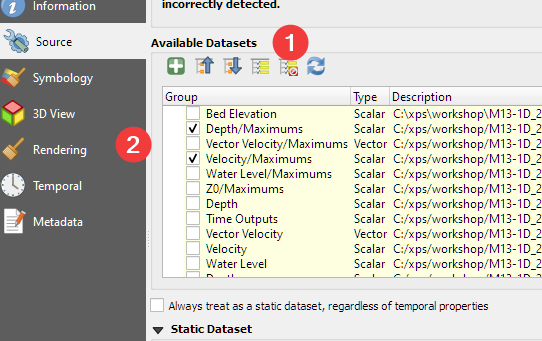 Information
Source
Symbology
3D View
Rendering
Temporal
Metadata
incorrectly detected.
Available Datasets
1
2
Group Type Description
Bed Elevation Scalar C:\xps\workshop\M13-1D_2
Depth/Maximums Scalar C:/xps/workshop/M13-1D_2
Vector Velocity/Maximums Vector C:/xps/workshop/M13-1D_2
Velocity/Maximums Scalar C:/xps/workshop/M13-1D_2
Water Level/Maximums Scalar C:/xps/workshop/M13-1D_2
Z0/Maximums Scalar C:/xps/workshop/M13-1D_2
Depth Scalar C:/xps/workshop/M13-1D_2
Time Outputs Scalar C:/xps/workshop/M13-1D_2
Vector Velocity Vector C:/xps/workshop/M13-1D_2
Velocity Scalar C:/xps/workshop/M13-1D_2
Water Level Scalar C:/xps/workshop/M13-1D_2
Always treat as a static dataset, regardless of temporal properties
Static Dataset